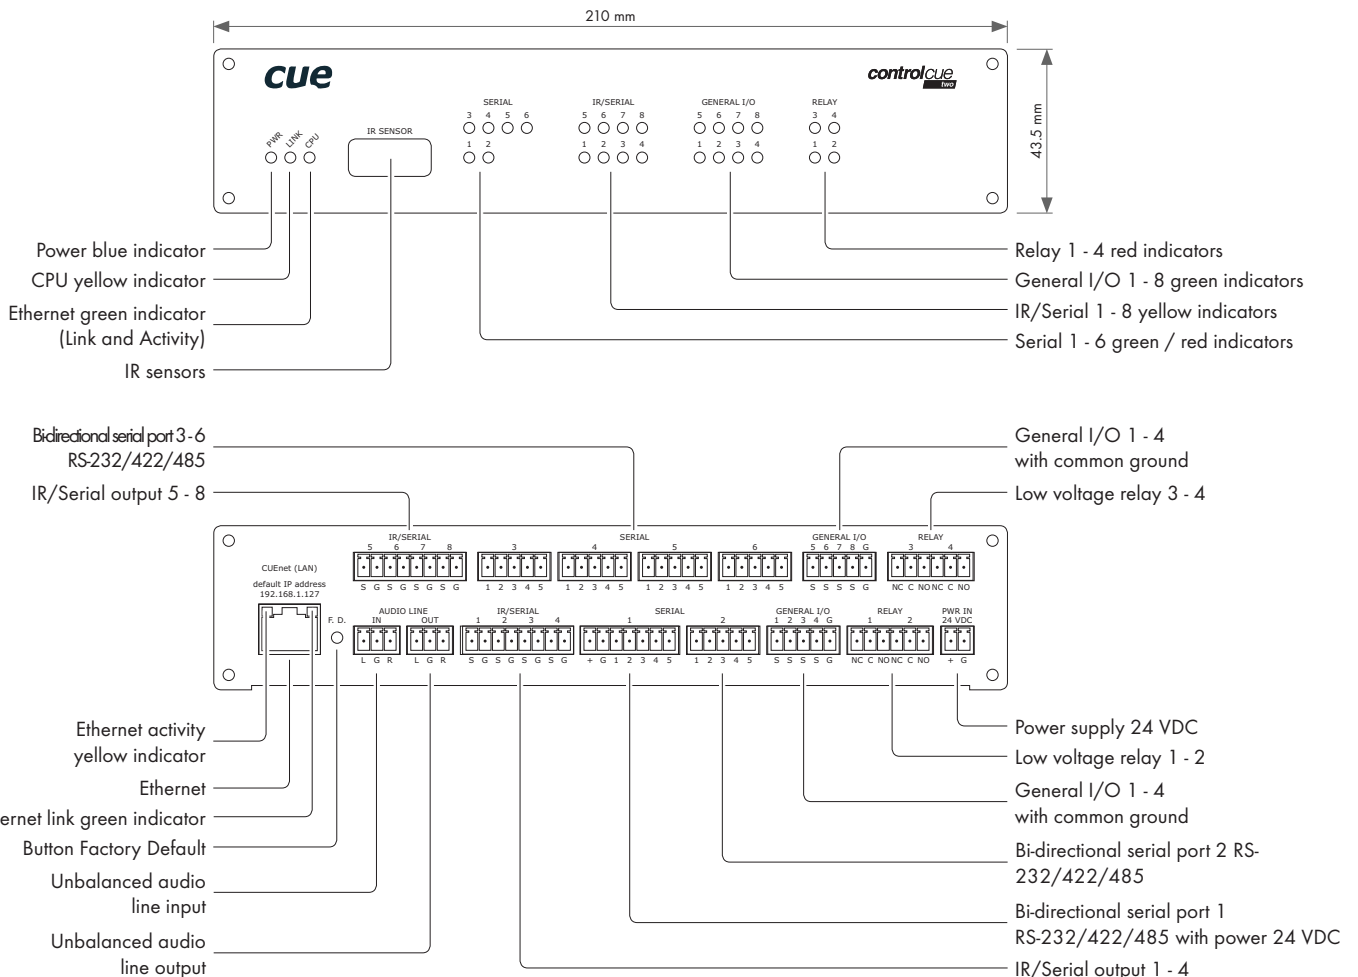 210 mm
cue
controlcue
two
43.5 mm
SERIAL
IR/SERIAL
GENERAL I/O
RELAY
3 4 5 6
5 6 7 8
5 6 7 8
3 4
PWR
LINK
CPU
IR SENSOR
1 2
1 2 3 4
1 2 3 4
1 2
Power blue indicator
CPU yellow indicator
Ethernet green indicator
(Link and Activity)
IR sensors
Relay 1 - 4 red indicators
General I/O 1 - 8 green indicators
IR/Serial 1 - 8 yellow indicators
Serial 1 - 6 green / red indicators
Bi-directional serial port 3 - 6
RS-232/422/485
IR/Serial output 5 - 8
General I/O 1 - 4
with common ground
Low voltage relay 3 - 4
IR/SERIAL
SERIAL
GENERAL I/O
RELAY
5 6 7 8
3
4
5
6
5 6 7 8 G
3 4
CUEnet (LAN)
default IP address
192.168.1.127
S G S G S G S G
1 2 3 4 5
1 2 3 4 5
1 2 3 4 5
1 2 3 4 5
S S S S G
NC C NO NC C NO
F. D.
AUDIO LINE
IN
OUT
IR/SERIAL
1 2 3 4
SERIAL
1
2
GENERAL I/O
1 2 3 4 G
RELAY
1 2
PWR IN
24 VDC
L G R
L G R
S G S G S G S G
+ G 1 2 3 4 5
1 2 3 4 5
S S S S G
NC C NO NC C NO
+ G
Ethernet activity
yellow indicator
Ethernet
ernet link green indicator
Button Factory Default
Unbalanced audio
line input
Unbalanced audio
line output
Power supply 24 VDC
Low voltage relay 1 - 2
General I/O 1 - 4
with common ground
Bi-directional serial port 2 RS-
232/422/485
Bi-directional serial port 1
RS-232/422/485 with power 24 VDC
IR/Serial output 1 - 4